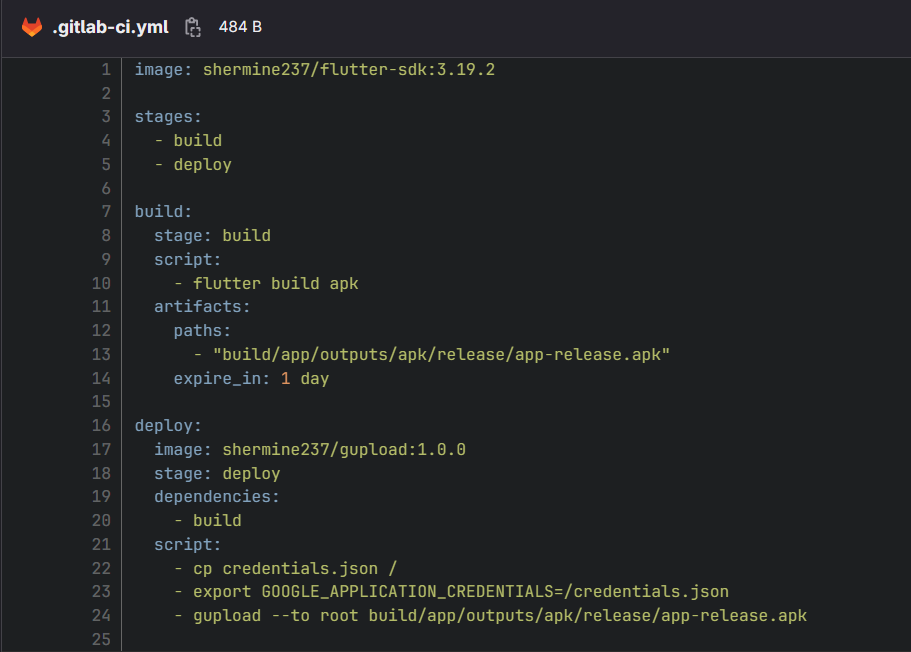 .gitlab-ci.yml 484 B
1 image: shermine237/flutter-sdk:3.19.2
2
3 stages:
4   - build
5   - deploy
6
7 build:
8   stage: build
9   script:
10     - flutter build apk
11   artifacts:
12     paths:
13       - "build/app/outputs/apk/release/app-release.apk"
14     expire_in: 1 day
15
16 deploy:
17   image: shermine237/gupload:1.0.0
18   stage: deploy
19   dependencies:
20     - build
21   script:
22     - cp credentials.json /
23     - export GOOGLE_APPLICATION_CREDENTIALS=/credentials.json
24     - gupload --to root build/app/outputs/apk/release/app-release.apk
25